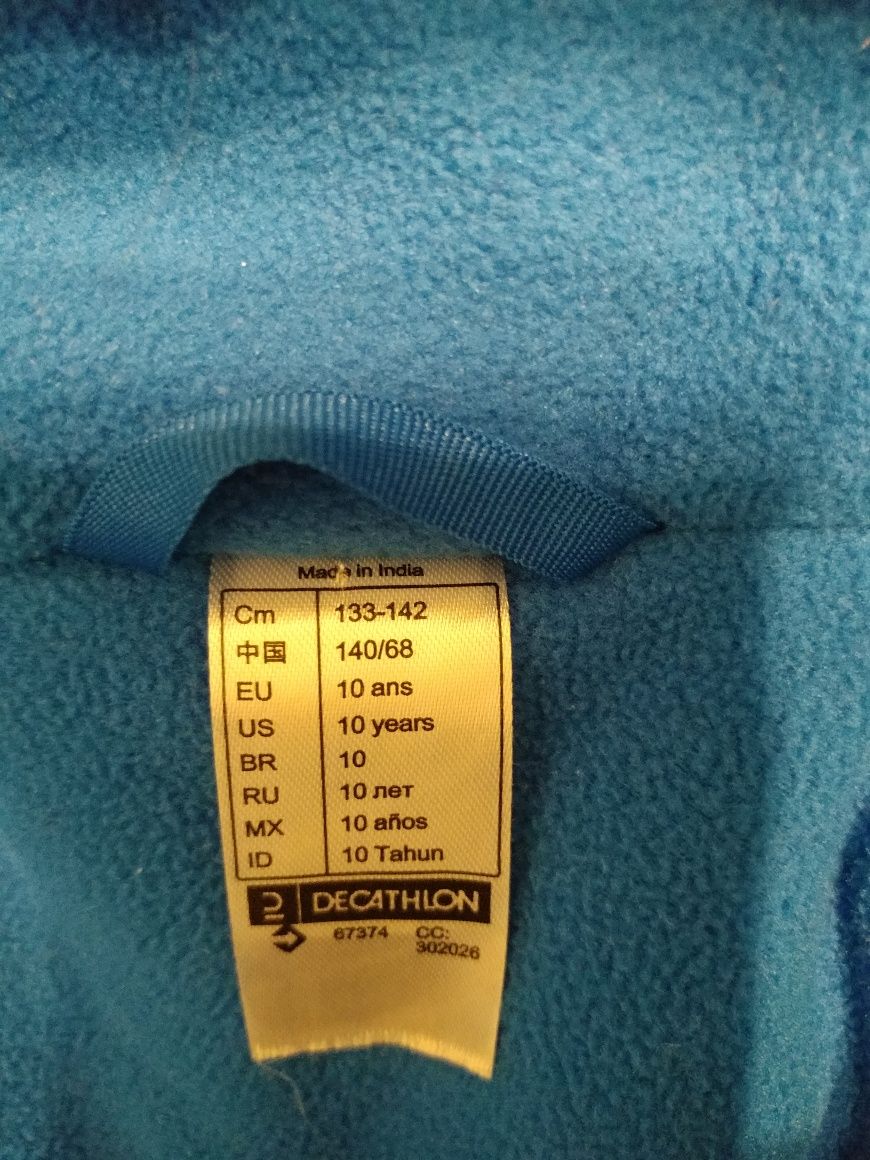 Made in India
Cm 133-142
中国 140/68
EU 10 ans
US 10 years
BR 10
RU 10 лет
MX 10 años
ID 10 Tahun
DECATHLON
67374 CC:
302026